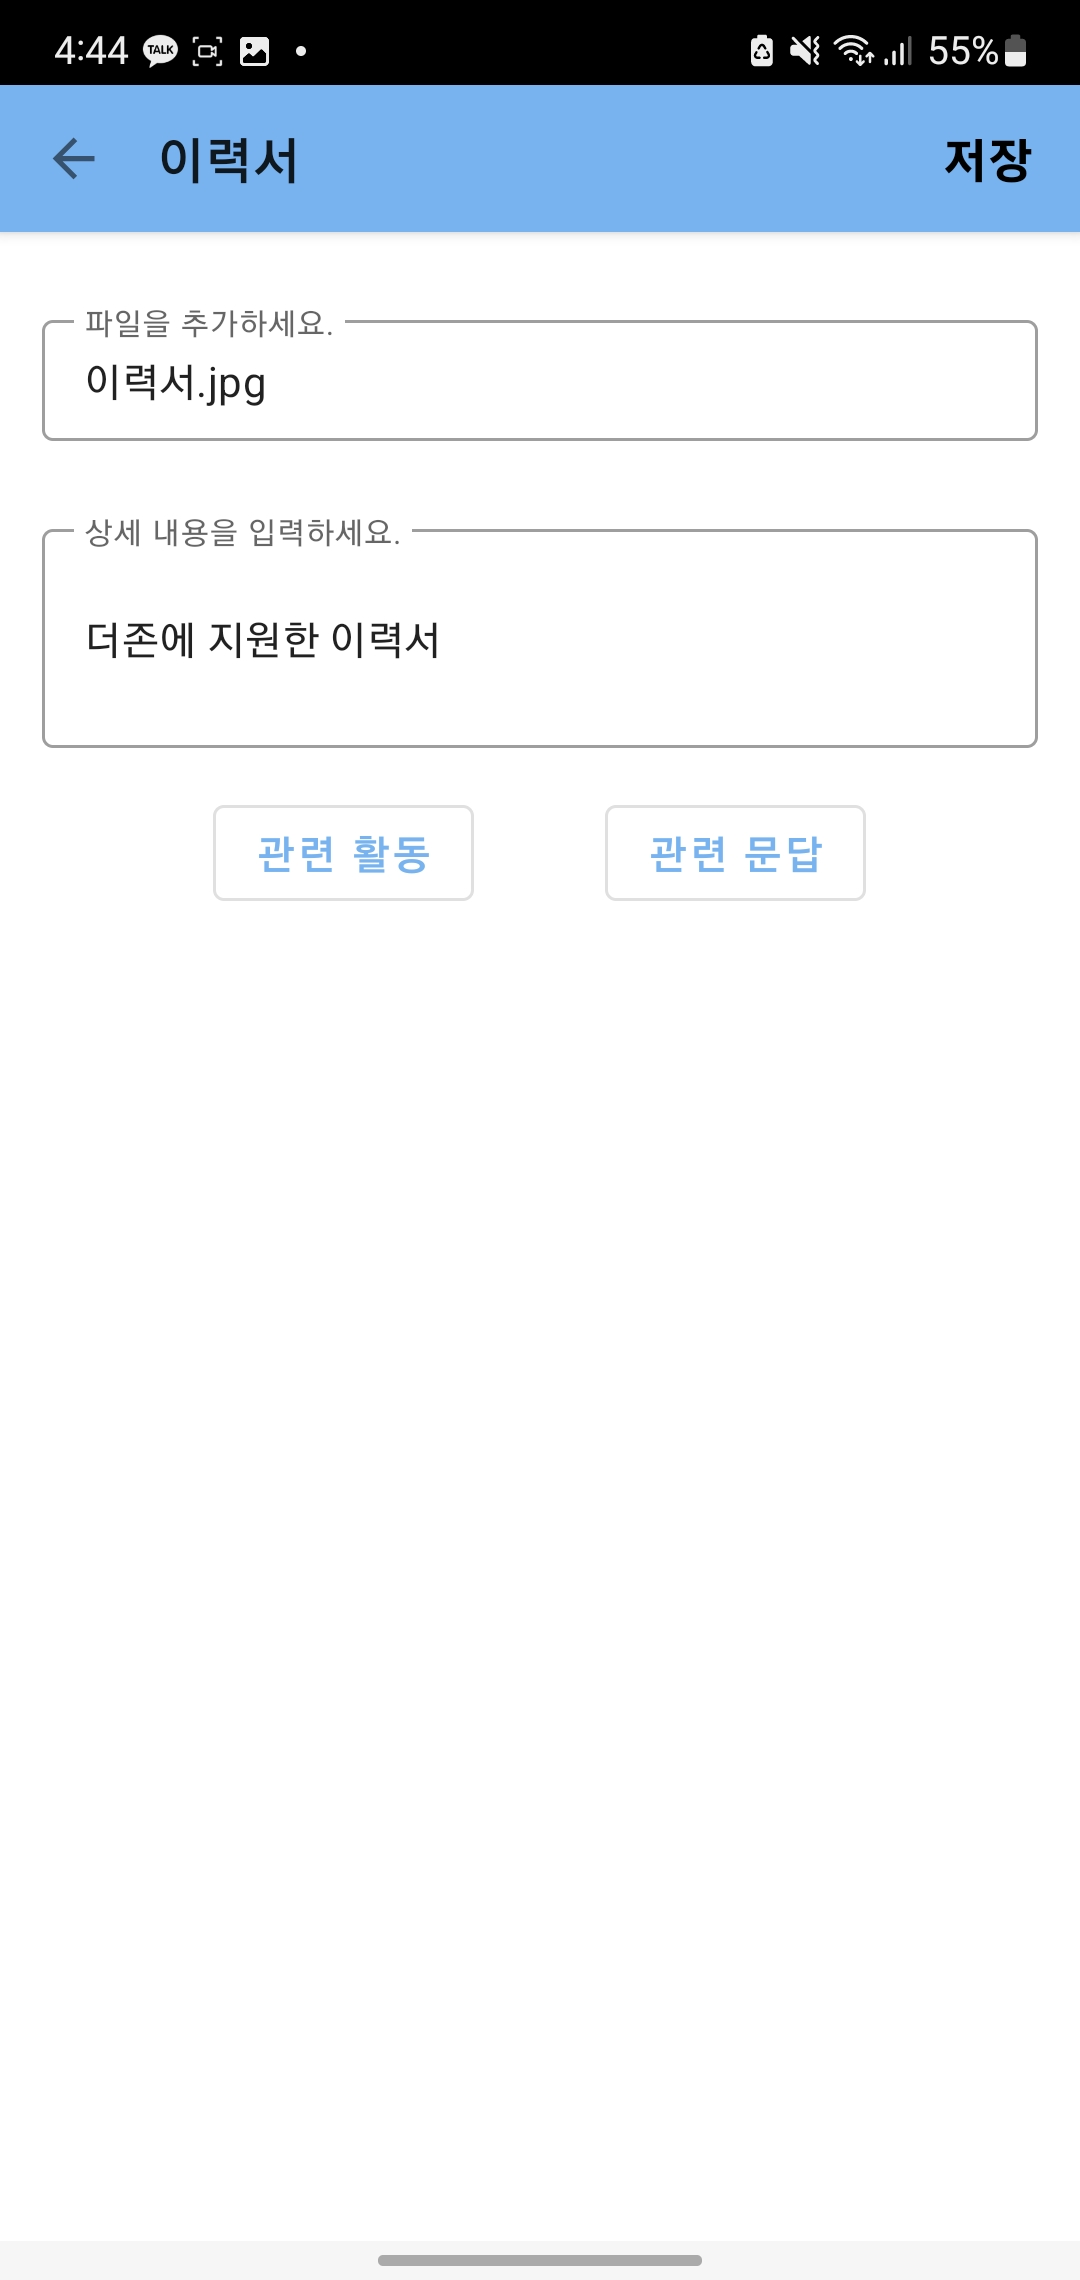 4:44 TALK 55%
이력서 저장
파일을 추가하세요.
이력서.jpg
상세 내용을 입력하세요.
더존에 지원한 이력서
관련 활동 관련 문답